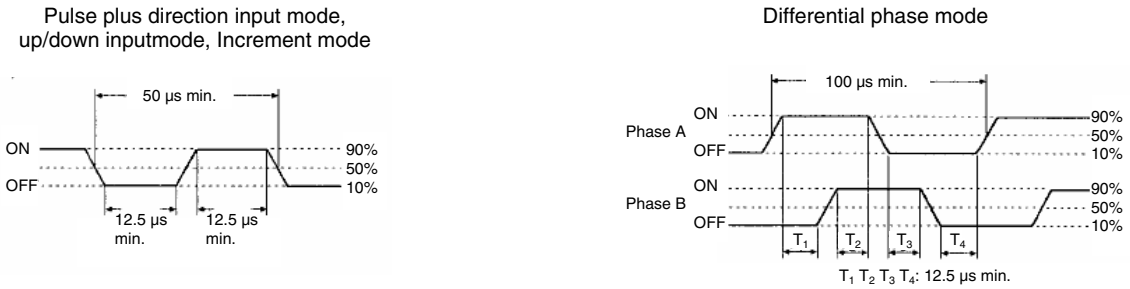 Pulse plus direction input mode,
up/down inputmode, Increment mode
50 µs min.
ON
OFF
90%
50%
10%
12.5 µs
min.
12.5 µs
min.
Differential phase mode
100 µs min.
Phase A
ON
OFF
90%
50%
10%
Phase B
ON
OFF
90%
50%
10%
T1 T2 T3 T4
T1 T2 T3 T4: 12.5 µs min.